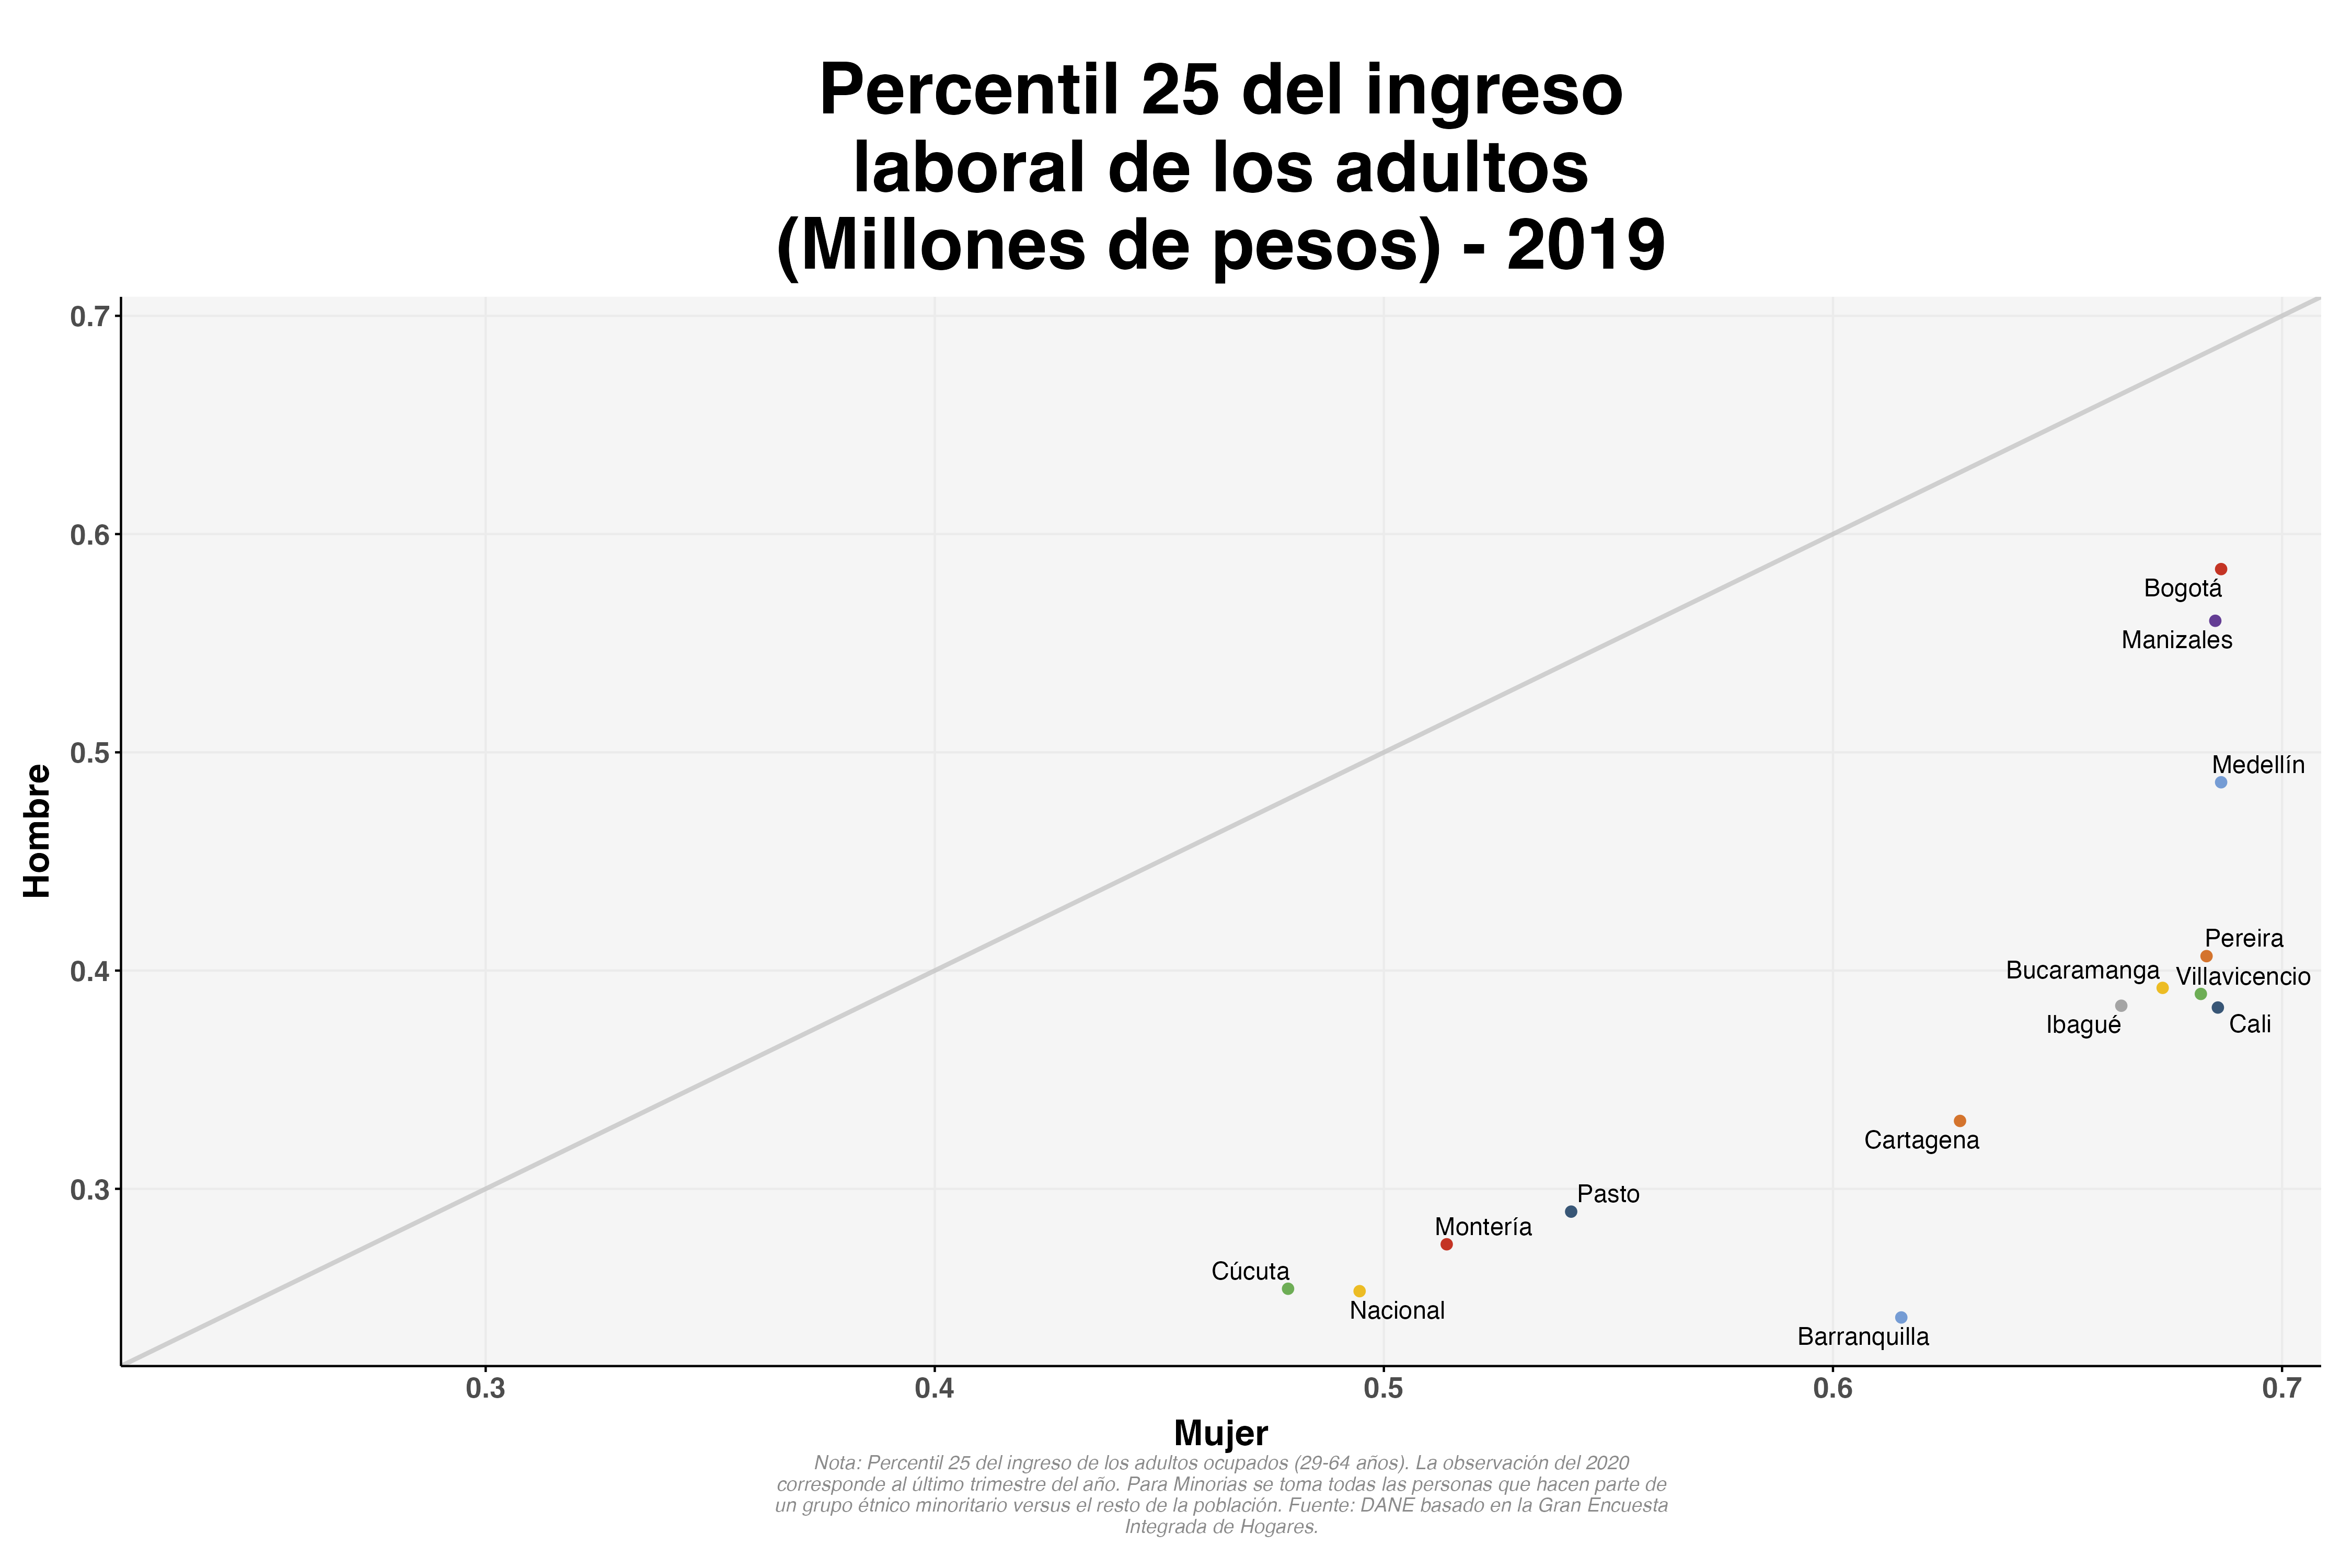 Percentil 25 del ingreso
laboral de los adultos
(Millones de pesos) - 2019
0.7
0.6
0.5
0.4
0.3
Hombre
Bogotá
Manizales
Medellín
Pereira
Bucaramanga
Villavicencio
Ibagué
Cali
Cartagena
Pasto
Montería
Cúcuta
Nacional
Barranquilla
0.3
0.4
0.5
0.6
0.7
Mujer
Nota: Percentil 25 del ingreso de los adultos ocupados (29-64 años). La observación del 2020
corresponde al último trimestre del año. Para Minorias se toma todas las personas que hacen parte de
un grupo étnico minoritario versus el resto de la población. Fuente: DANE basado en la Gran Encuesta
Integrada de Hogares.